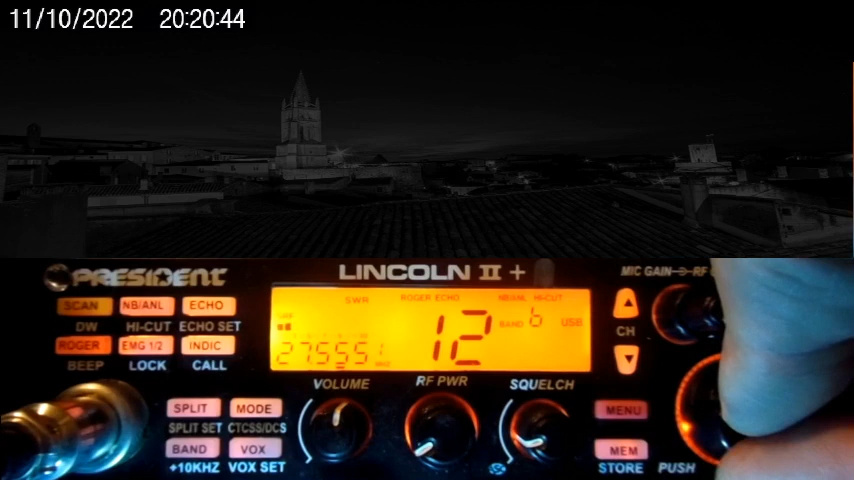 11/10/2022 20:20:44
PRESIDENT LINCOLN II + MIC GAIN RF
SCAN NB/ANL ECHO
DW HI-CUT ECHO SET
ROGER EMG 1/2 INDIC
BEEP LOCK CALL
SWR ROGER ECHO NB/ANL HI-CUT
12 BAND b USB
27.555
CH
VOLUME RF PWR SQUELCH
SPLIT MODE
SPLIT SET CTCSS/DCS
BAND VOX
+10KHZ VOX SET
MENU
MEM
STORE PUSH